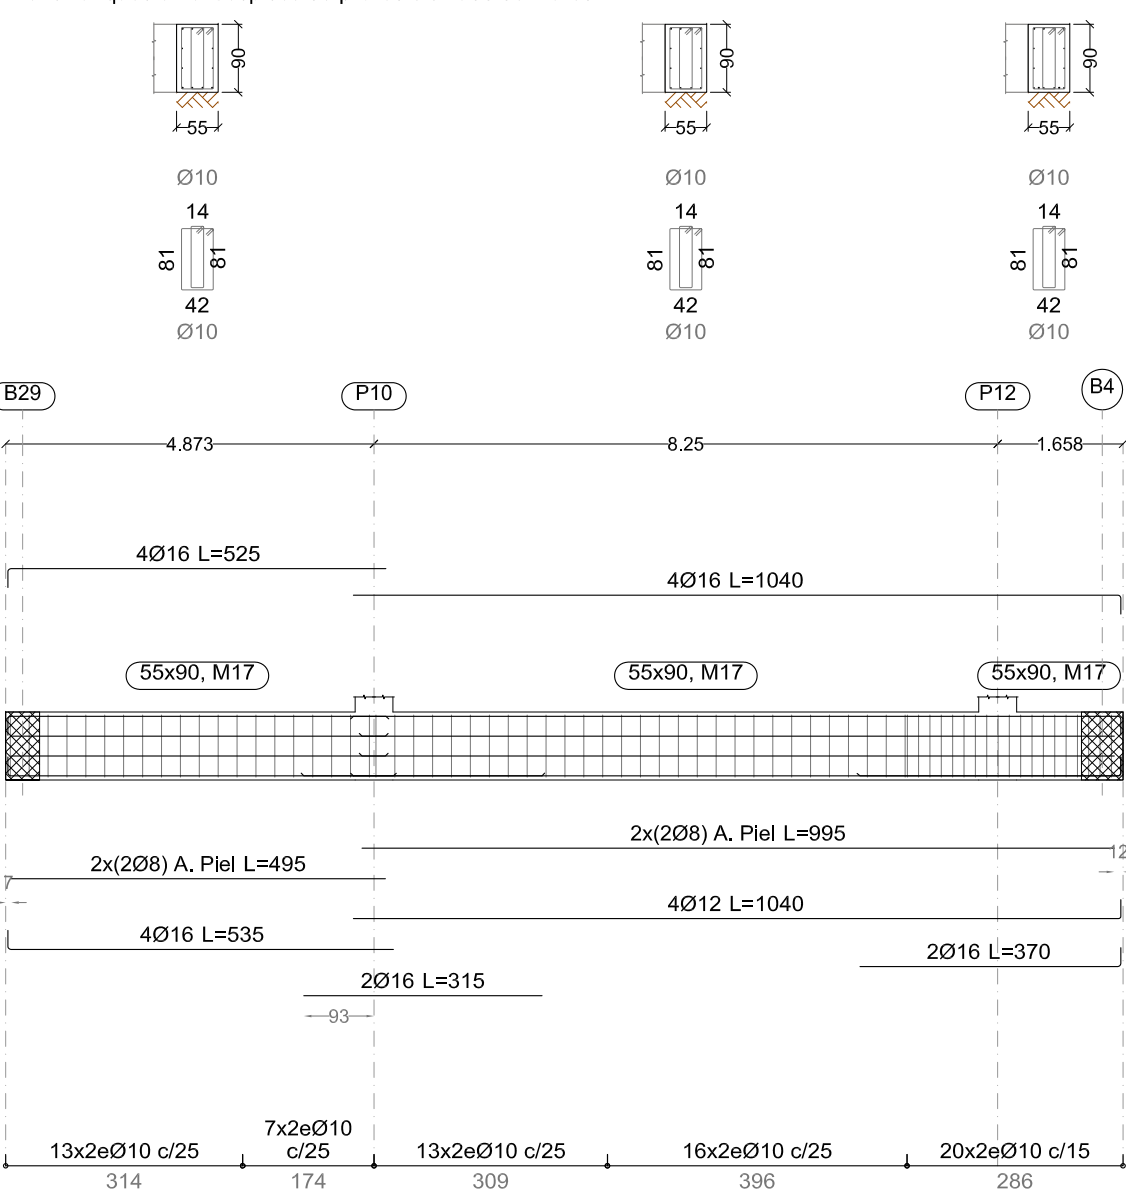 90 90 90
55 55 55
Ø10 Ø10 Ø10
14 14 14
81 81 81 81 81 81
42 42 42
Ø10 Ø10 Ø10
B29 P10 P12 B4
4.873 8.25 1.658
4Ø16 L=525
4Ø16 L=1040
55x90, M17 55x90, M17 55x90, M17
2x(2Ø8) A. Piel L=995
12
2x(2Ø8) A. Piel L=495
7
4Ø12 L=1040
4Ø16 L=535
2Ø16 L=370
2Ø16 L=315
93
7x2eØ10
13x2eØ10 c/25 c/25 13x2eØ10 c/25 16x2eØ10 c/25 20x2eØ10 c/15
314 174 309 396 286